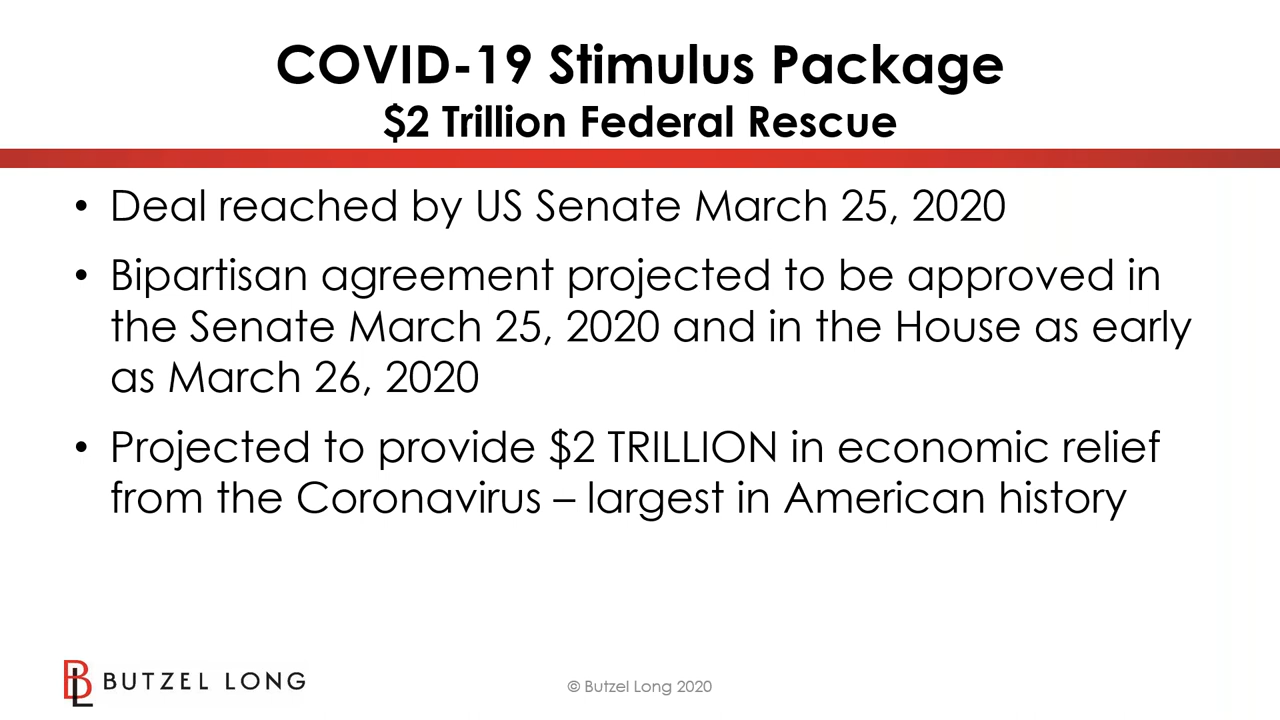 COVID-19 Stimulus Package
$2 Trillion Federal Rescue
• Deal reached by US Senate March 25, 2020
• Bipartisan agreement projected to be approved in
the Senate March 25, 2020 and in the House as early
as March 26, 2020
• Projected to provide $2 TRILLION in economic relief
from the Coronavirus – largest in American history
BL BUTZEL LONG
© Butzel Long 2020